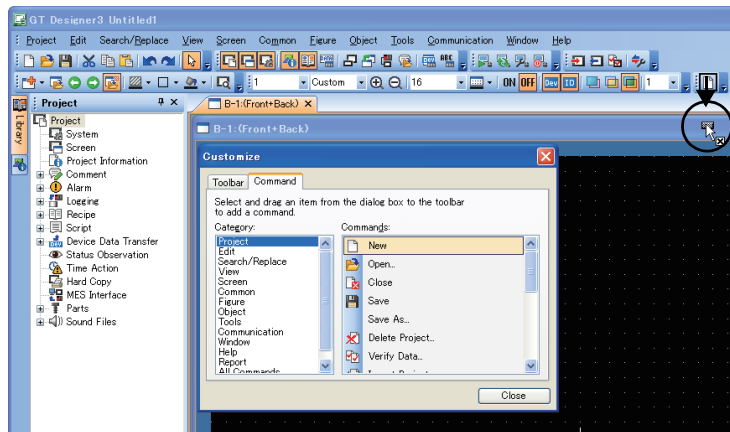 GT Designer3 Untitled1
Project Edit Search/Replace View Screen Common Figure Object Tools Communication Window Help
1 Custom 16 ON OFF Dev ID 1
Project
B-1:(Front+Back)
Library
Project
System
Screen
Project Information
Comment
Alarm
Logging
Recipe
Script
Device Data Transfer
Status Observation
Time Action
Hard Copy
MES Interface
Parts
Sound Files
B-1:(Front+Back)
Customize
Toolbar Command
Select and drag an item from the dialog box to the toolbar
to add a command.
Category: Commands:
Project
Edit
Search/Replace
View
Screen
Common
Figure
Object
Tools
Communication
Window
Help
Report
All Commands
New
Open...
Close
Save
Save As...
Delete Project...
Verify Data...
Close